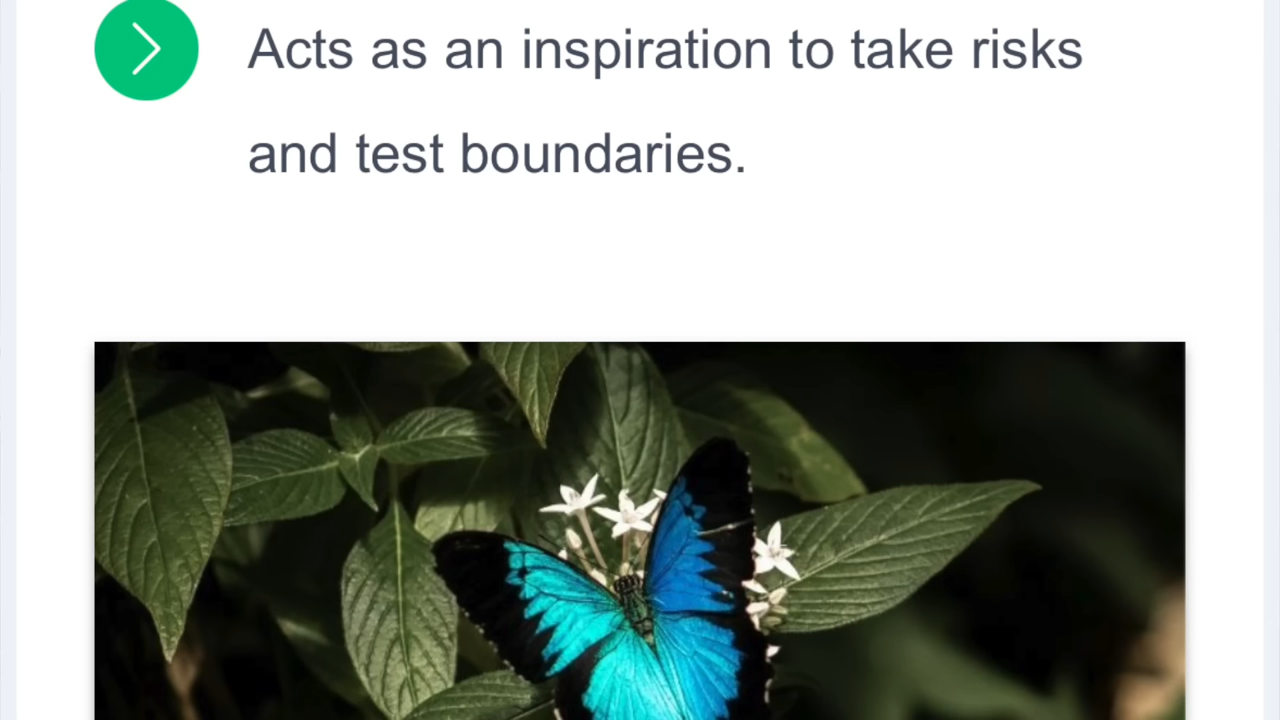 Acts as an inspiration to take risks
and test boundaries.